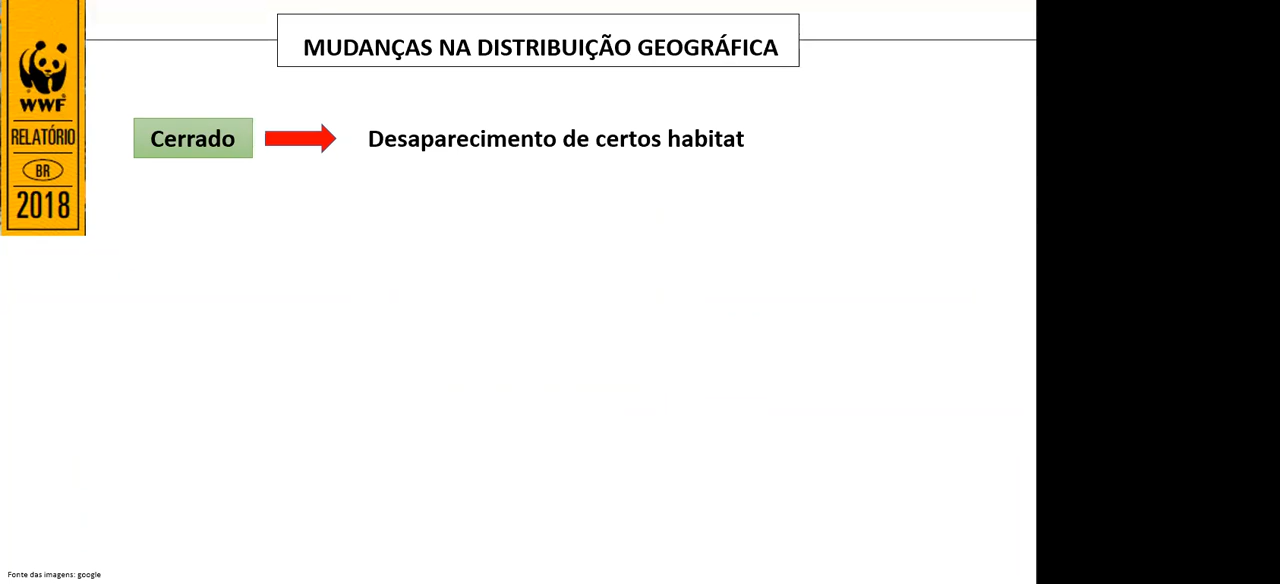 MUDANÇAS NA DISTRIBUIÇÃO GEOGRÁFICA
WWF
RELATÓRIO
BR
2018
Cerrado
Desaparecimento de certos habitat
Fonte das imagens: google